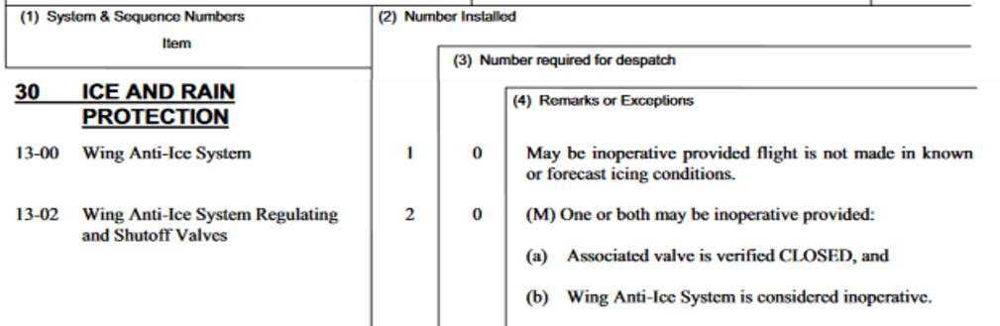 (1) System & Sequence Numbers
Item
(2) Number Installed
(3) Number required for despatch
(4) Remarks or Exceptions
30 ICE AND RAIN
PROTECTION
13-00 Wing Anti-Ice System 1 0 May be inoperative provided flight is not made in known
or forecast icing conditions.
13-02 Wing Anti-Ice System Regulating 2 0 (M) One or both may be inoperative provided:
and Shutoff Valves
(a) Associated valve is verified CLOSED, and
(b) Wing Anti-Ice System is considered inoperative.